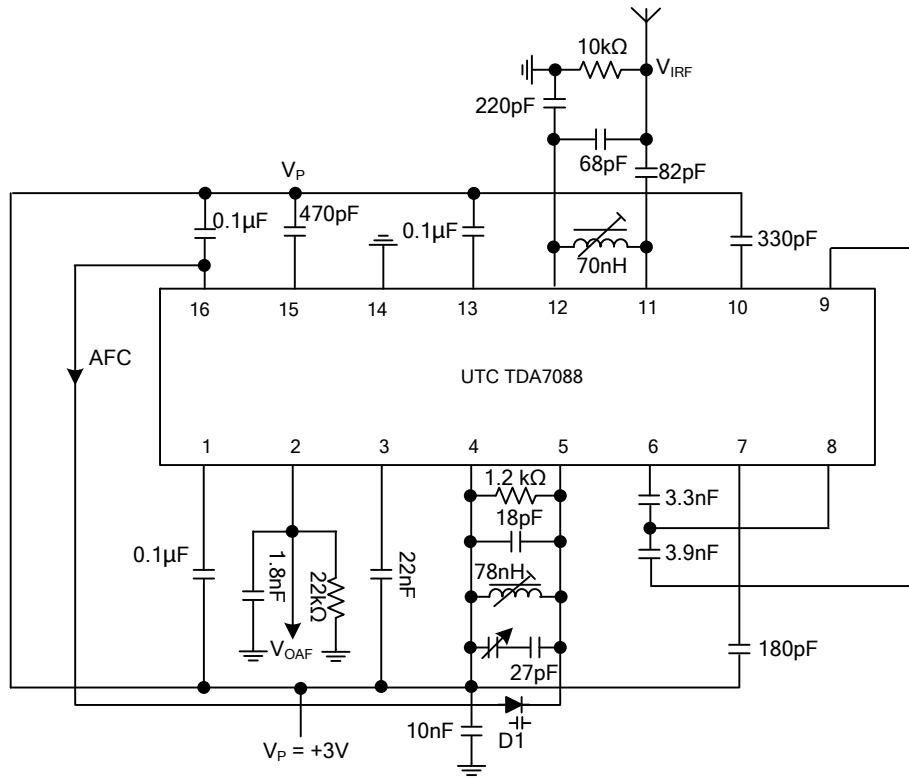 10kΩ
V_IRF
220pF
68pF
82pF
V_P
0.1µF
470pF
0.1µF
70nH
330pF
16
15
14
13
12
11
10
9
AFC
UTC TDA7088
1
2
3
4
5
6
7
8
1.2 kΩ
18pF
3.3nF
0.1µF
1.8nF
22kΩ
22nF
78nH
3.9nF
V_OAF
27pF
180pF
V_P = +3V
10nF
D1